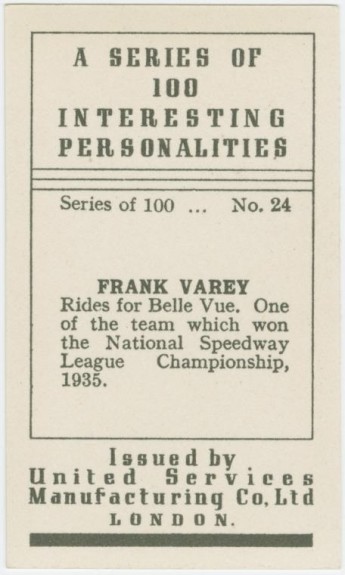 A SERIES OF
100
INTERESTING
PERSONALITIES
Series of 100 ... No. 24
FRANK VAREY
Rides for Belle Vue. One
of the team which won
the National Speedway
League Championship,
1935.
Issued by
United Services
Manufacturing Co, Ltd
LONDON.